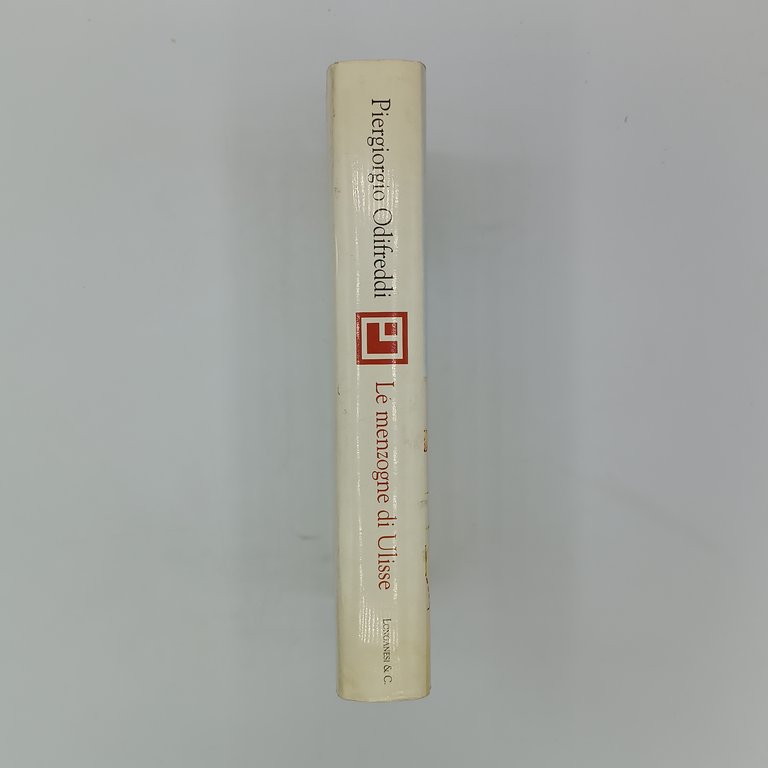 Piergiorgio Odifreddi
Le menzogne di Ulisse
Longanesi & C.